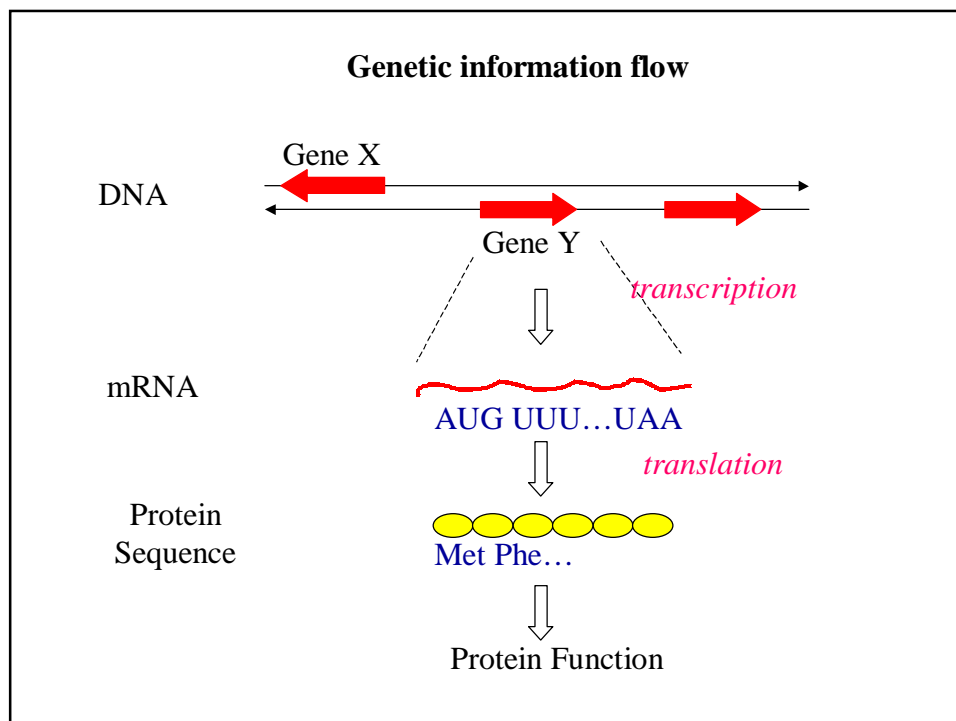 Genetic information flow
Gene X
DNA
Gene Y
transcription
mRNA
AUG UUU…UAA
translation
Protein
Sequence
Met Phe…
Protein Function